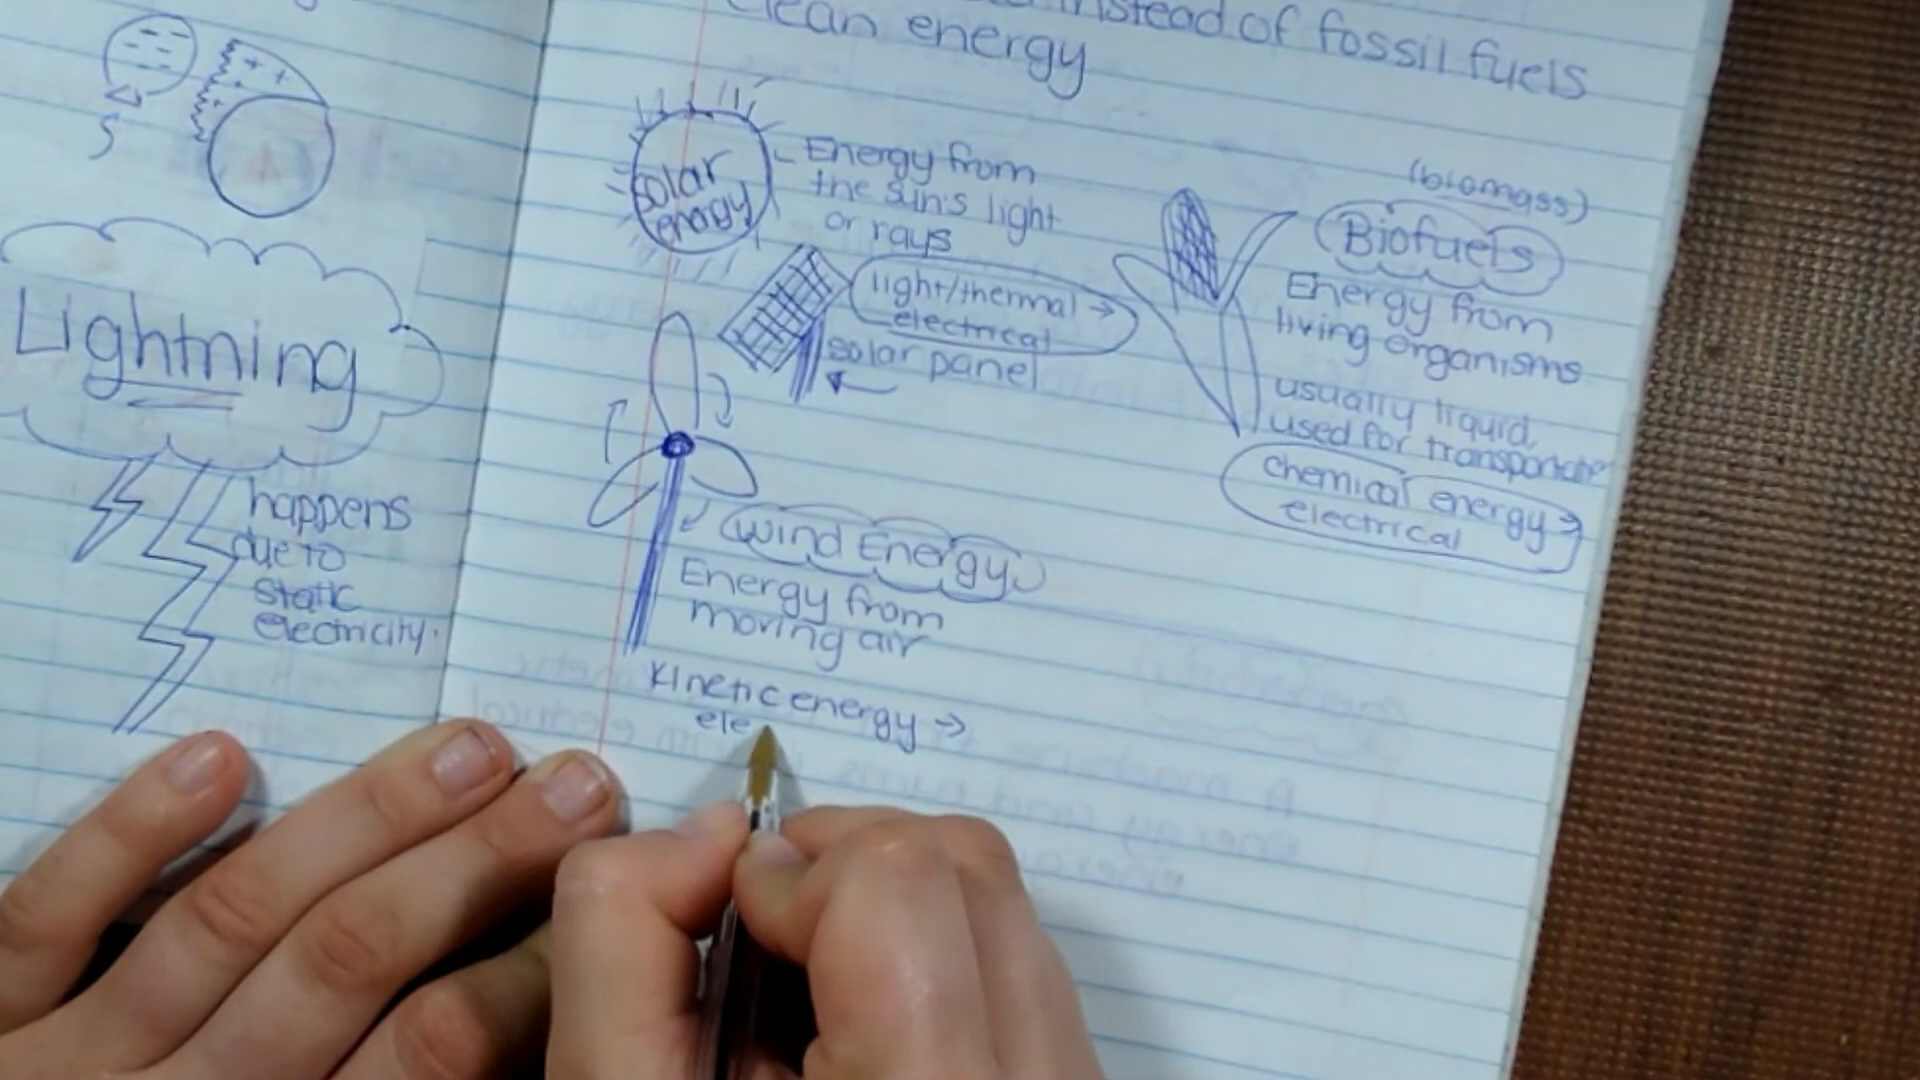 Lightning
happens
due to
static
electricity.
instead of fossil fuels
clean energy
solar
energy
Energy from
the sun's light
or rays
light/thermal →
electrical
solar panel
(biomass)
Biofuels
Energy from
living organisms
usually liquid,
used for
chemical energy →
electrical
Wind Energy
Energy from
moving air
Kinetic energy →
ele